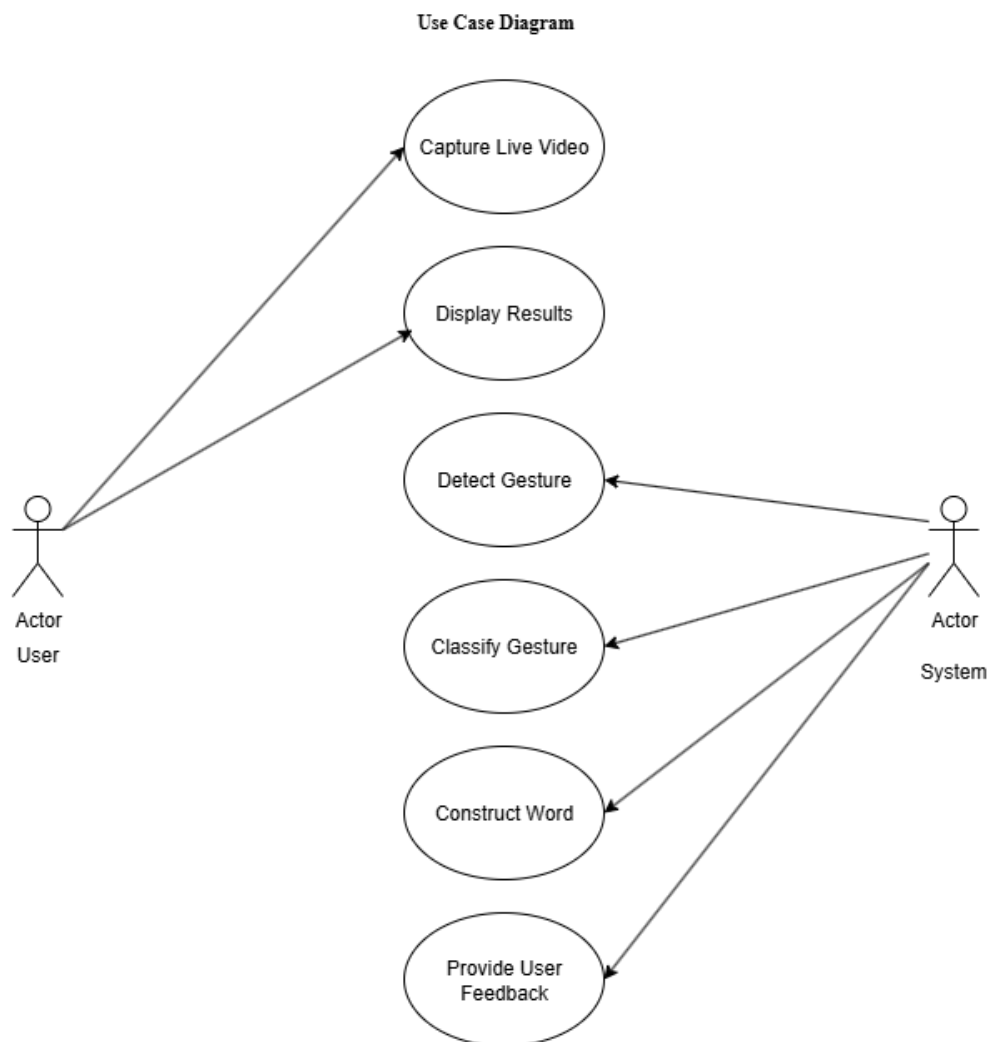 Use Case Diagram
Capture Live Video
Display Results
Detect Gesture
Actor
User
Actor
System
Classify Gesture
Construct Word
Provide User
Feedback